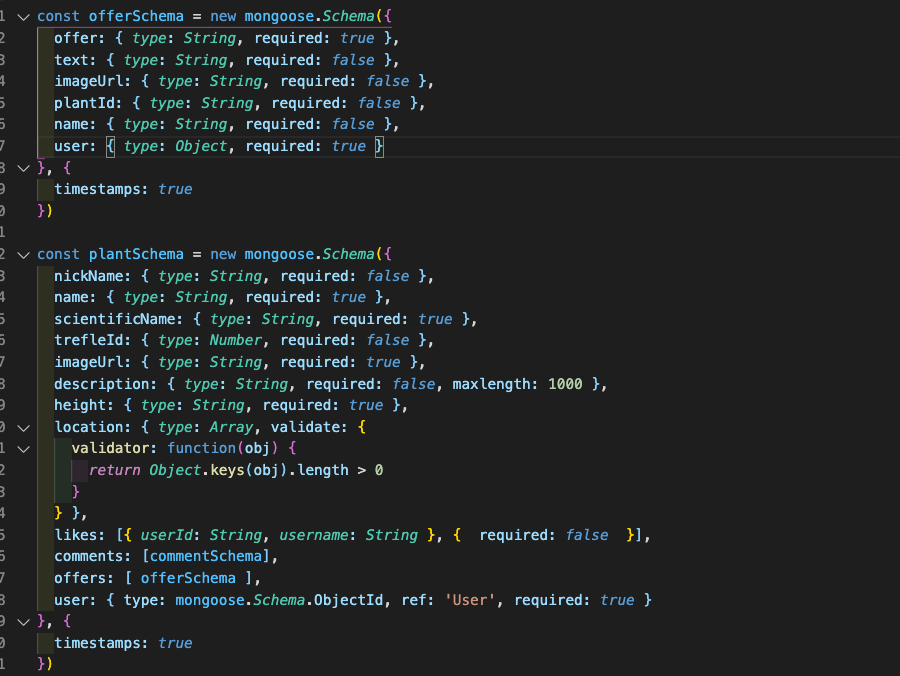 1 const offerSchema = new mongoose.Schema({
2 offer: { type: String, required: true },
3 text: { type: String, required: false },
4 imageUrl: { type: String, required: false },
5 plantId: { type: String, required: false },
6 name: { type: String, required: false },
7 user: { type: Object, required: true }
8 }, {
9 timestamps: true
0 })
1
2 const plantSchema = new mongoose.Schema({
3 nickName: { type: String, required: false },
4 name: { type: String, required: true },
5 scientificName: { type: String, required: true },
6 trefleId: { type: Number, required: false },
7 imageUrl: { type: String, required: true },
8 description: { type: String, required: false, maxlength: 1000 },
9 height: { type: String, required: true },
0 location: { type: Array, validate: {
1 validator: function(obj) {
2 return Object.keys(obj).length > 0
3 }
4 } },
5 likes: [{ userId: String, username: String }, {  required: false  }],
6 comments: [commentSchema],
7 offers: [ offerSchema ],
8 user: { type: mongoose.Schema.ObjectId, ref: 'User', required: true }
9 }, {
0 timestamps: true
1 })